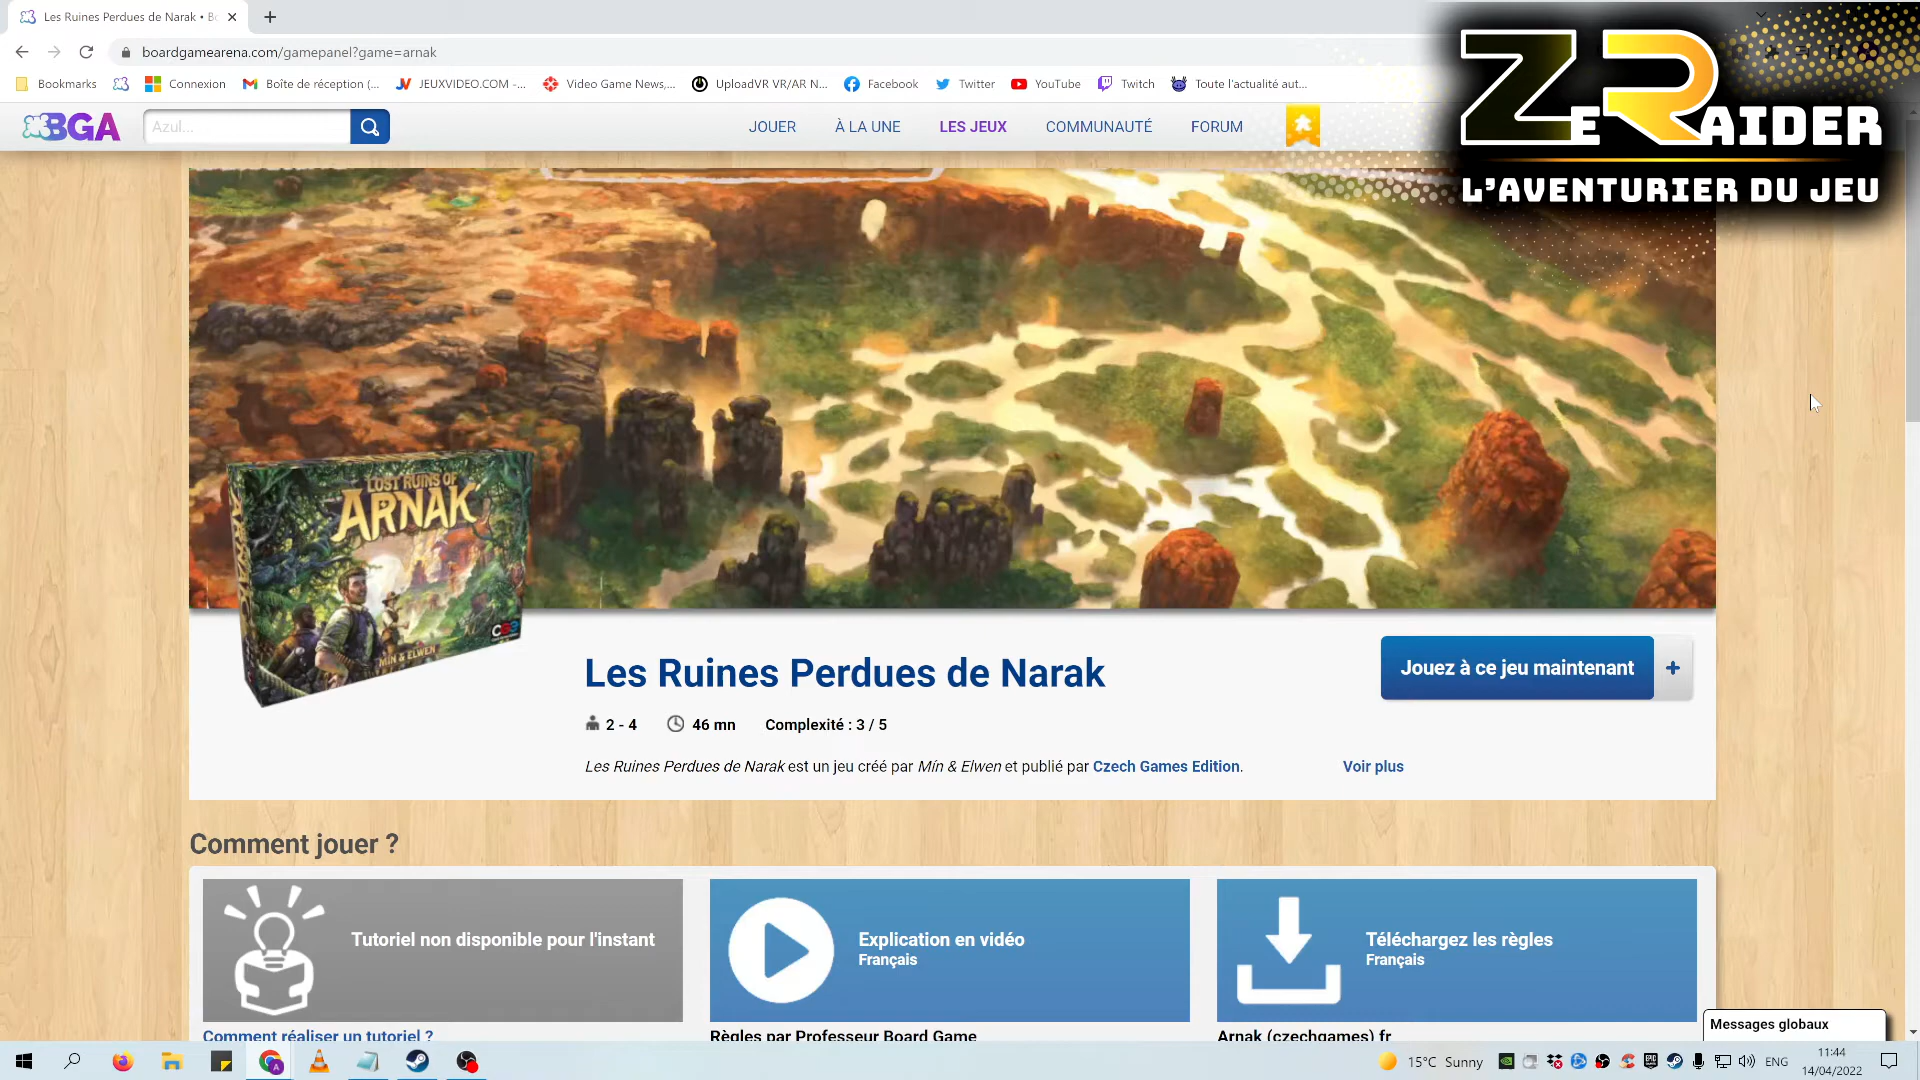 Les Ruines Perdues de Narak • Bo
boardgamearena.com/gamepanel?game=arnak
Bookmarks
Connexion
Boîte de réception (...
JEUXVIDEO.COM -...
Video Game News,...
UploadVR VR/AR N...
Facebook
Twitter
YouTube
Twitch
Toute l'actualité aut...
ZeRaider
L'AVENTURIER DU JEU
BGA
Azul...
JOUER
À LA UNE
LES JEUX
COMMUNAUTÉ
FORUM
LOST RUINS OF
ARNAK
MIN & ELWEN
CGE
Les Ruines Perdues de Narak
Jouez à ce jeu maintenant
+
2 - 4
46 mn
Complexité : 3 / 5
Les Ruines Perdues de Narak est un jeu créé par Mín & Elwen et publié par Czech Games Edition.
Voir plus
Comment jouer ?
Tutoriel non disponible pour l'instant
Explication en vidéo
Français
Téléchargez les règles
Français
Comment réaliser un tutoriel ?
Règles par Professeur Board Game
Arnak (czechgames) fr
Messages globaux
15°C Sunny
ENG
11:44
14/04/2022